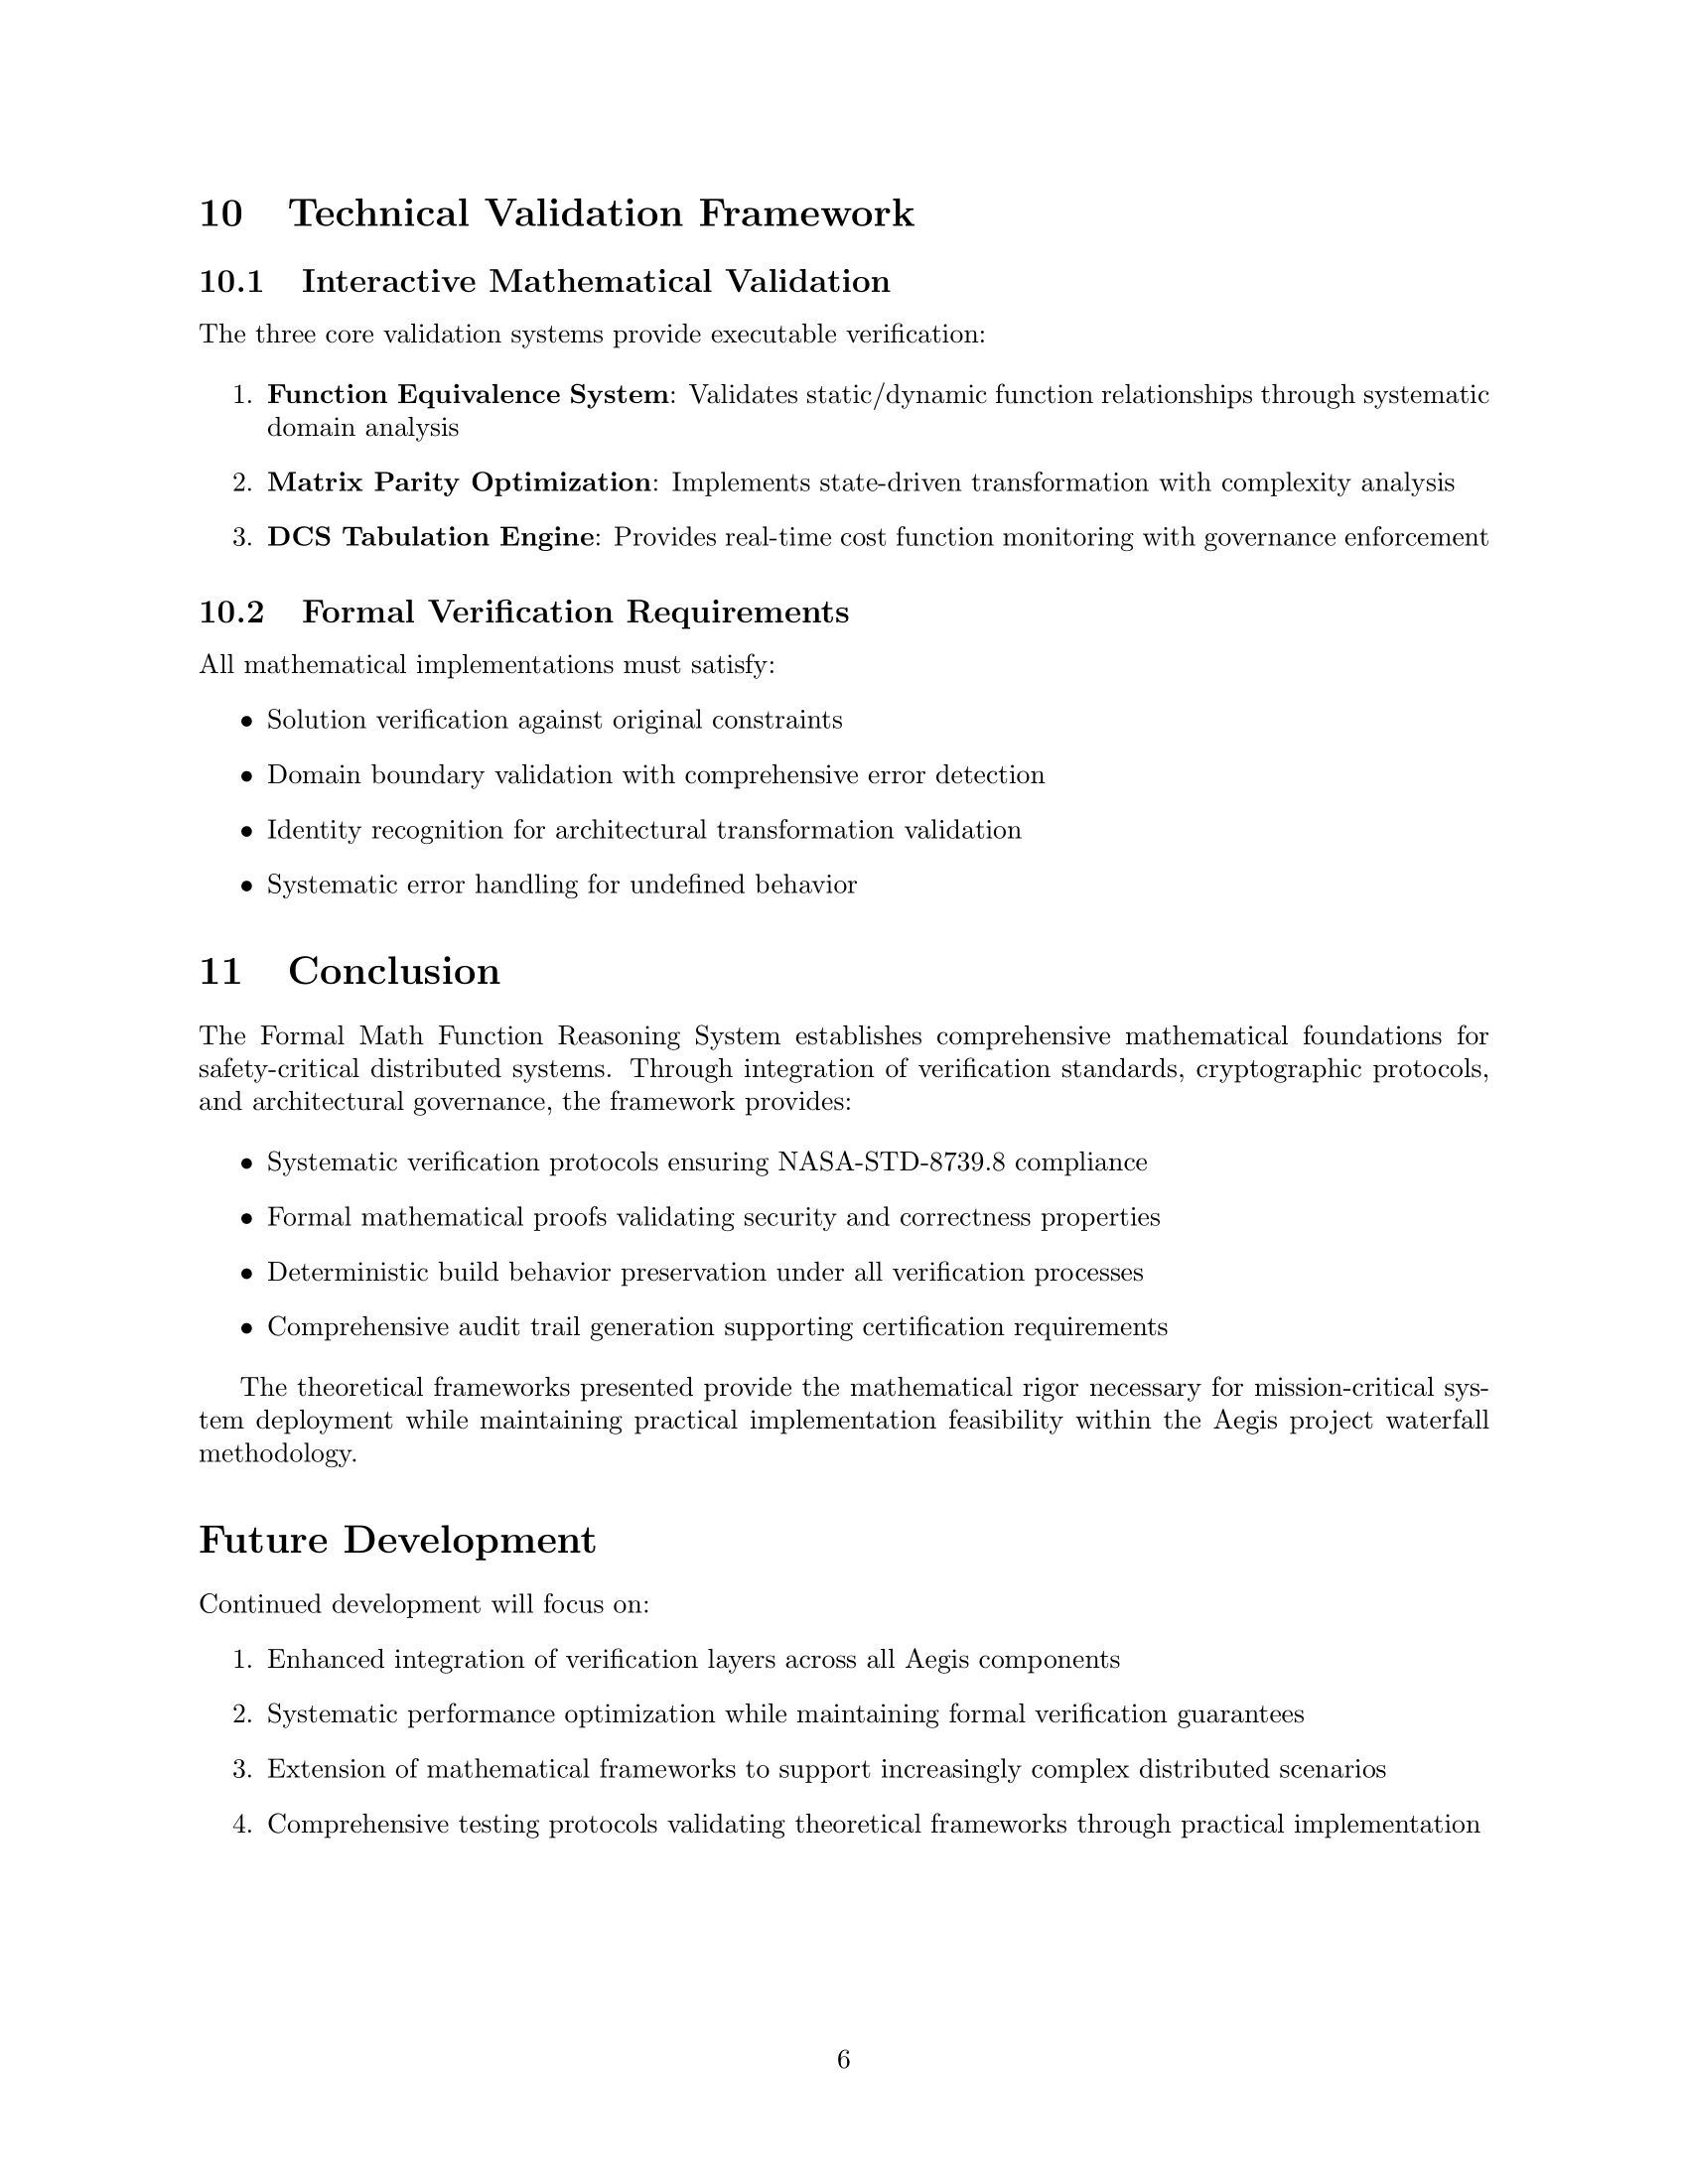 10 Technical Validation Framework
10.1 Interactive Mathematical Validation
The three core validation systems provide executable verification:
1. Function Equivalence System: Validates static/dynamic function relationships through systematic
domain analysis
2. Matrix Parity Optimization: Implements state-driven transformation with complexity analysis
3. DCS Tabulation Engine: Provides real-time cost function monitoring with governance enforcement
10.2 Formal Verification Requirements
All mathematical implementations must satisfy:
• Solution verification against original constraints
• Domain boundary validation with comprehensive error detection
• Identity recognition for architectural transformation validation
• Systematic error handling for undefined behavior
11 Conclusion
The Formal Math Function Reasoning System establishes comprehensive mathematical foundations for
safety-critical distributed systems. Through integration of verification standards, cryptographic protocols,
and architectural governance, the framework provides:
• Systematic verification protocols ensuring NASA-STD-8739.8 compliance
• Formal mathematical proofs validating security and correctness properties
• Deterministic build behavior preservation under all verification processes
• Comprehensive audit trail generation supporting certification requirements
The theoretical frameworks presented provide the mathematical rigor necessary for mission-critical sys-
tem deployment while maintaining practical implementation feasibility within the Aegis project waterfall
methodology.
Future Development
Continued development will focus on:
1. Enhanced integration of verification layers across all Aegis components
2. Systematic performance optimization while maintaining formal verification guarantees
3. Extension of mathematical frameworks to support increasingly complex distributed scenarios
4. Comprehensive testing protocols validating theoretical frameworks through practical implementation
6